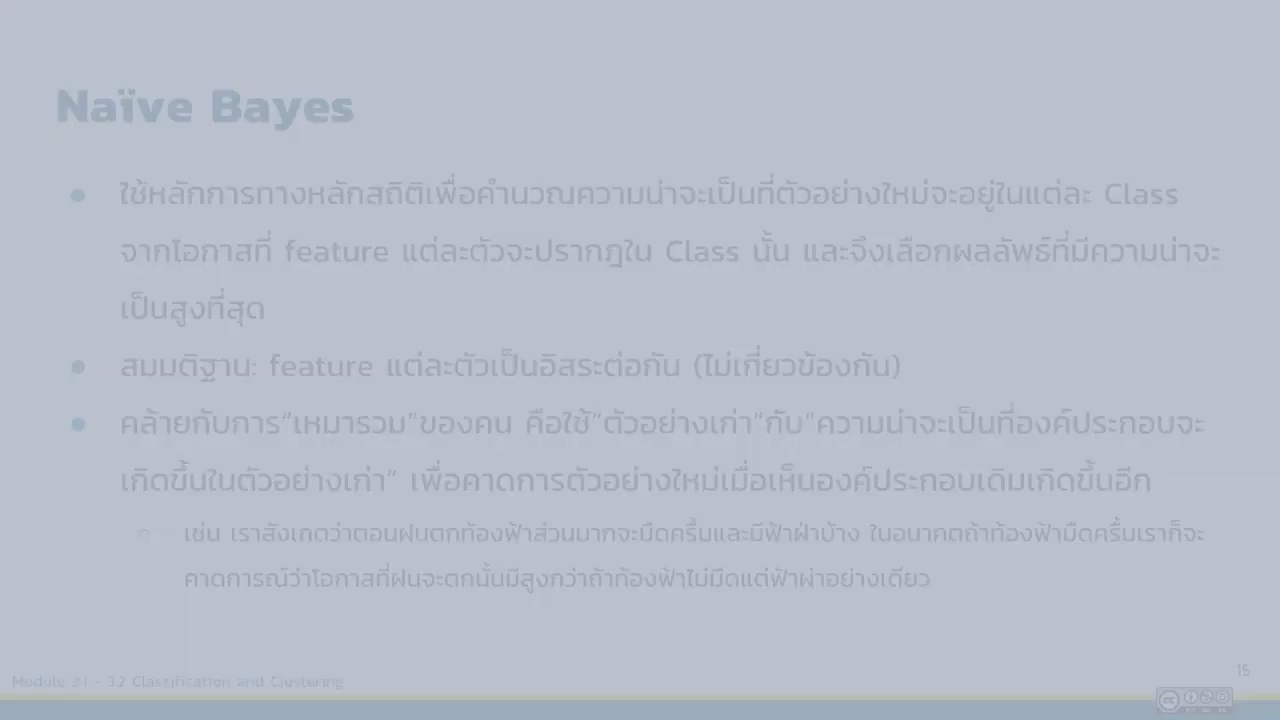 Naïve Bayes
● ใช้หลักการทางหลักสถิติเพื่อคำนวณความน่าจะเป็นที่ตัวอย่างใหม่จะอยู่ในแต่ละ Class
จากโอกาสที่ feature แต่ละตัวจะปรากฏใน Class นั้น และจึงเลือกผลลัพธ์ที่มีความน่าจะ
เป็นสูงที่สุด
● สมมติฐาน: feature แต่ละตัวเป็นอิสระต่อกัน (ไม่เกี่ยวข้องกัน)
● คล้ายกับการ“เหมารวม”ของคน คือใช้”ตัวอย่างเก่า“กับ”ความน่าจะเป็นที่องค์ประกอบจะ
เกิดขึ้นในตัวอย่างเก่า” เพื่อคาดการตัวอย่างใหม่เมื่อเห็นองค์ประกอบเดิมเกิดขึ้นอีก
○ เช่น เราสังเกตว่าตอนฝนตกท้องฟ้าส่วนมากจะมืดครึ้มและมีฟ้าฝ่าบ้าง ในอนาคตถ้าท้องฟ้ามืดครึ้มเราก็จะ
คาดการณ์ว่าโอกาสที่ฝนจะตกนั้นมีสูงกว่าถ้าท้องฟ้าไม่มืดแต่ฟ้าผ่าอย่างเดียว
15
Module 3.1 - 3.2 Classification and Clustering